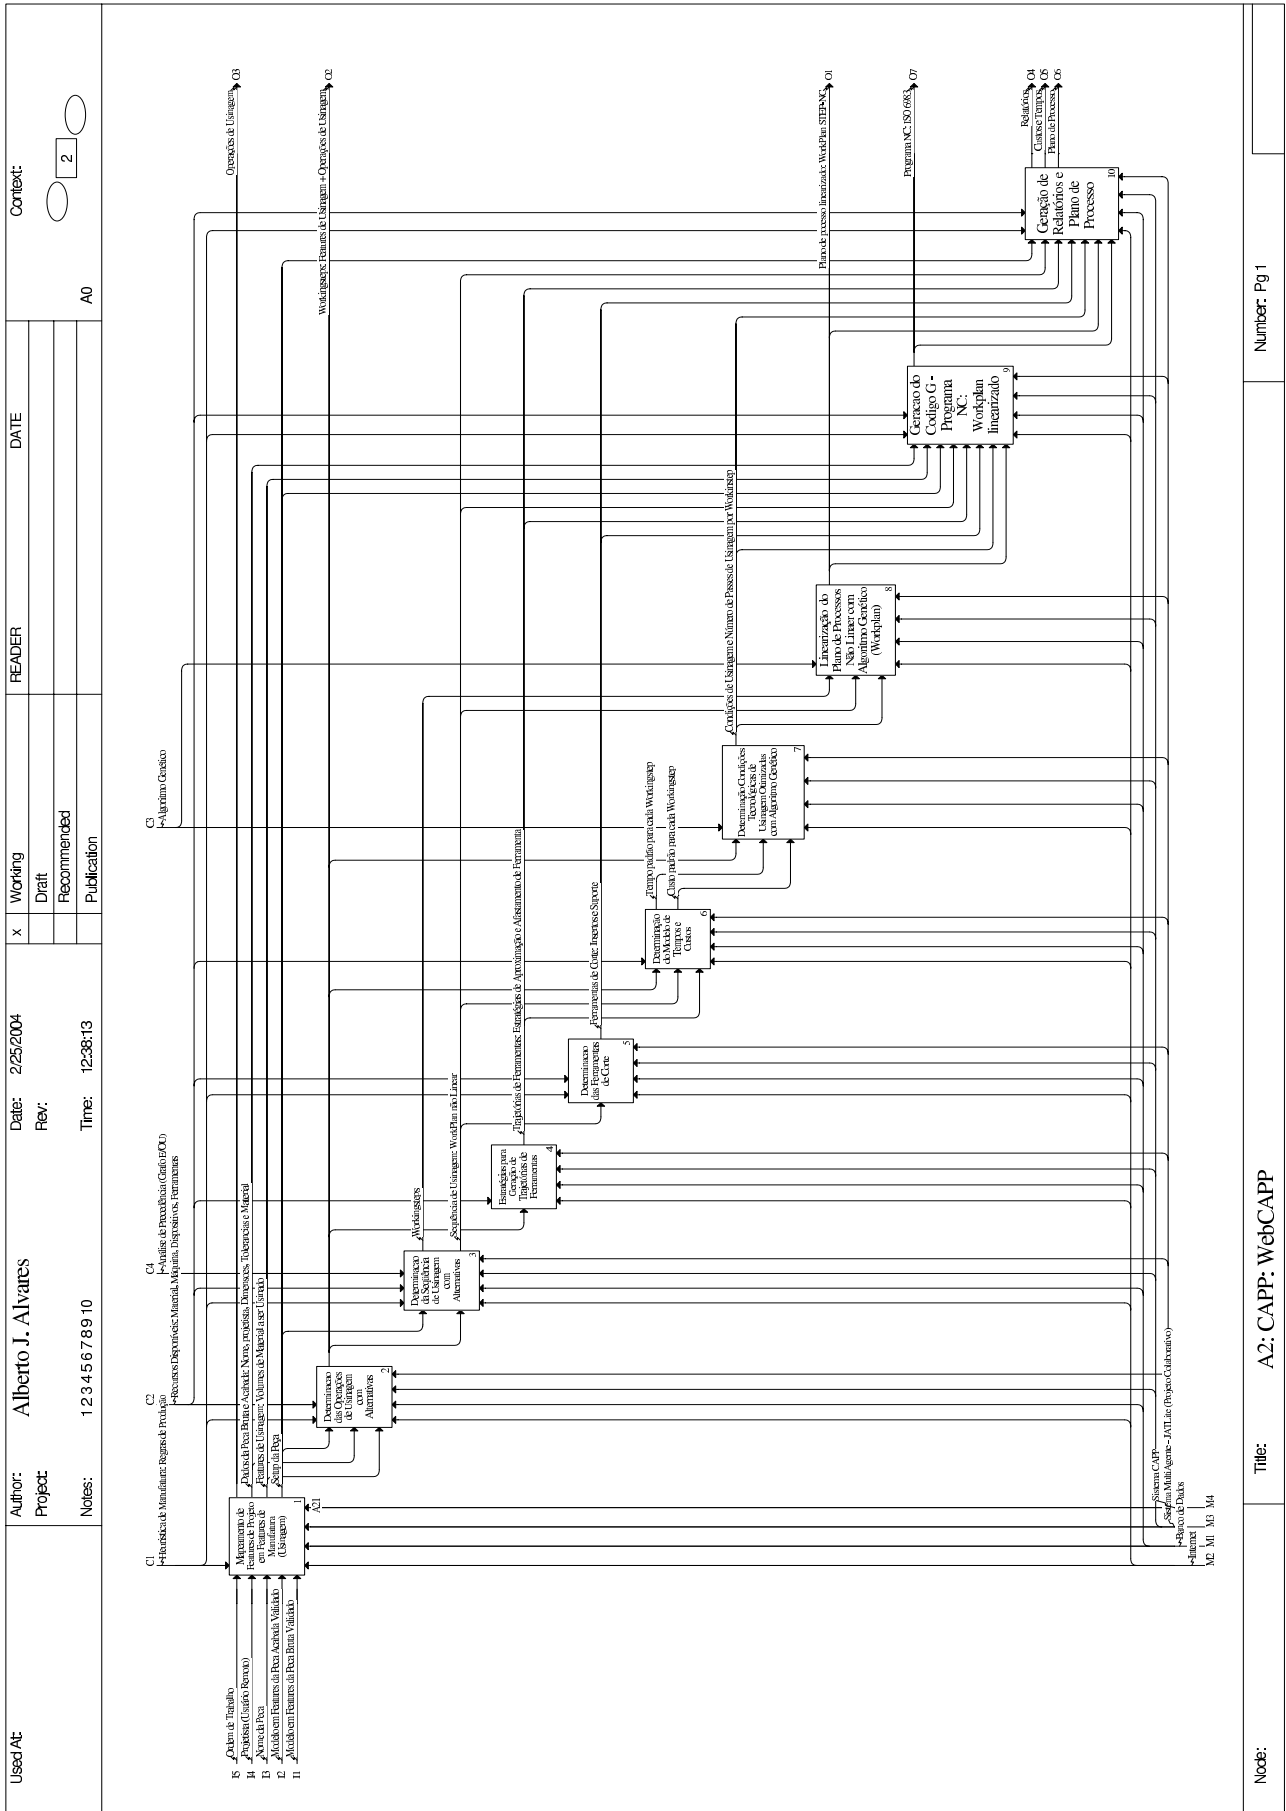 Used At:
Author:
Alberto J. Alvares
Project:
Notes:
1 2 3 4 5 6 7 8 9 10
Date:
2/25/2004
Rev:
Time:
12:38:13
x
Working
Draft
Recommended
Publication
READER
DATE
Context:
2
A0
C1
Heurística de Manufatura: Regras de Produção
C2
Recursos Disponíveis: Material, Máquina, Dispositivos, Ferramentas
C4
Análise de Precedência (Grafo E/OU)
C3
Algoritmo Genético
I5
Ordem de Trabalho
I4
Projetista (Usuário Remoto)
I3
Nome da Peca
I2
Modelo em Features da Peca Acabada Validado
I1
Modelo em Features da Peca Bruta Validado
Mapeamento de
Features de Projeto
em Features de
Manufatura
(Usinagem)
1
A21
Dados da Peca Bruta e Acabada: Nome, projetista, Dimensoes, Tolerancias e Material
Features de Usinagem: Volumes de Material a ser Usinado
Setup da Peça
Determinacao
das Operações
de Usinagem
com
Alternativas
2
Determinacao
da Seqüência
de Usinagem
com
Alternativas
3
Workingsteps
Seqüência de Usinagem: WorkPlan não Linear
Estratégias para
Geração de
Trajetórias de
Ferramentas
4
Trajetórias de Ferramentas: Estratégias de Aproximação e Afastamento de Ferramenta
Determinacao
das Ferramentas
de Corte
5
Ferramentas de Corte: Insertos e Suporte
Determinação
do Modelo de
Tempos e
Custos
6
Tempo padrão para cada Workingstep
Custo padrão para cada Workingstep
Determinação Condições
Tecnológicas de
Usinagem Otimizadas
com Algoritmo Genético
7
Condições de Usinagem e Número de Passes de Usinagem por Workinstep
Linearização do
Plano de Processos
Não Linaer com
Algoritmo Genético
(Workplan)
8
Geracao do
Codigo G -
Programa
NC:
Workplan
linearizado
9
Geração de
Relatórios e
Plano de
Processo
10
Operações de Usinagem
O3
Workingsteps: Features de Usinagem + Operações de Usinagem
O2
Plano de pocesso linearizado: WorkPlan STEP-NC
O1
Programa NC: ISO 6983
O7
Relatórios
O4
Custos e Tempos
O5
Plano de Processo
O6
Sistema CAPP
Sistema Multi Agente - JATLite (Projeto Colaborativo)
Banco de Dados
Internet
M2
M1
M3
M4
Node:
Title:
A2: CAPP: WebCAPP
Number: Pg 1